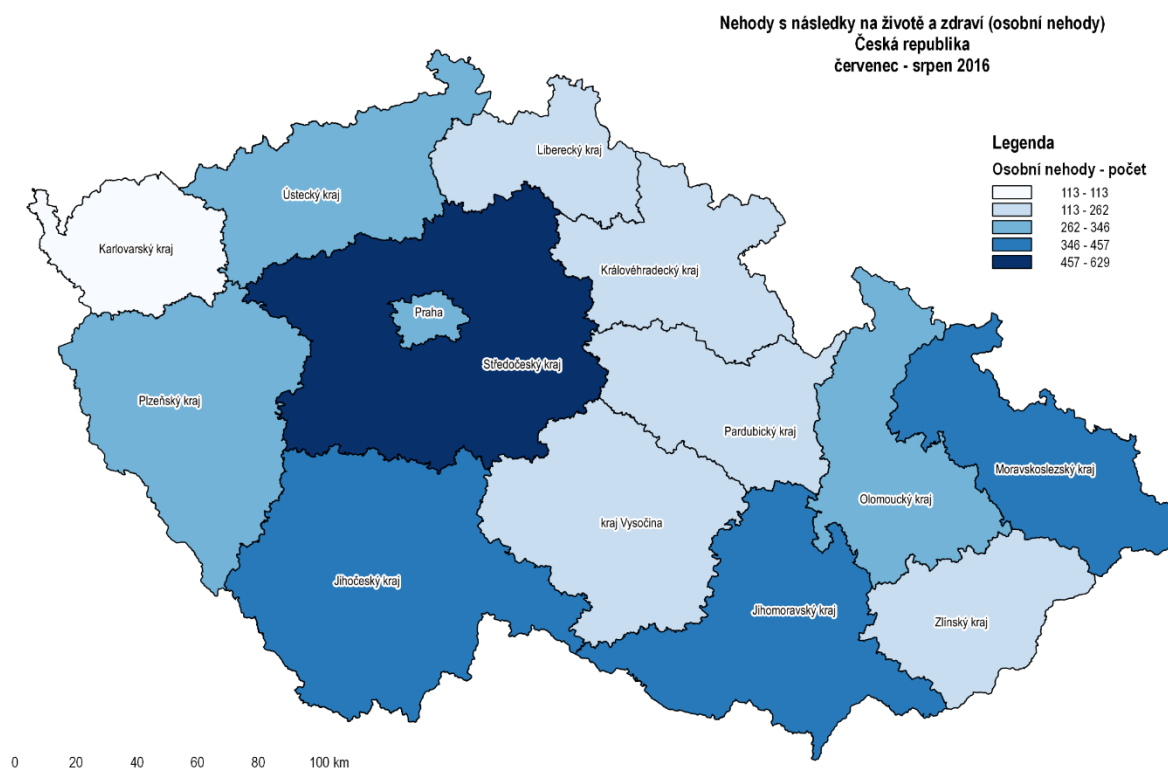 Nehody s následky na životě a zdraví (osobní nehody)
Česká republika
červenec - srpen 2016
Legenda
Osobní nehody - počet
113 - 113
113 - 262
262 - 346
346 - 457
457 - 629
Liberecký kraj
Ústecký kraj
Karlovarský kraj
Královéhradecký kraj
Praha
Středočeský kraj
Plzeňský kraj
Pardubický kraj
Moravskoslezský kraj
Olomoucký kraj
kraj Vysočina
Jihočeský kraj
Jihomoravský kraj
Zlínský kraj
0 20 40 60 80 100 km